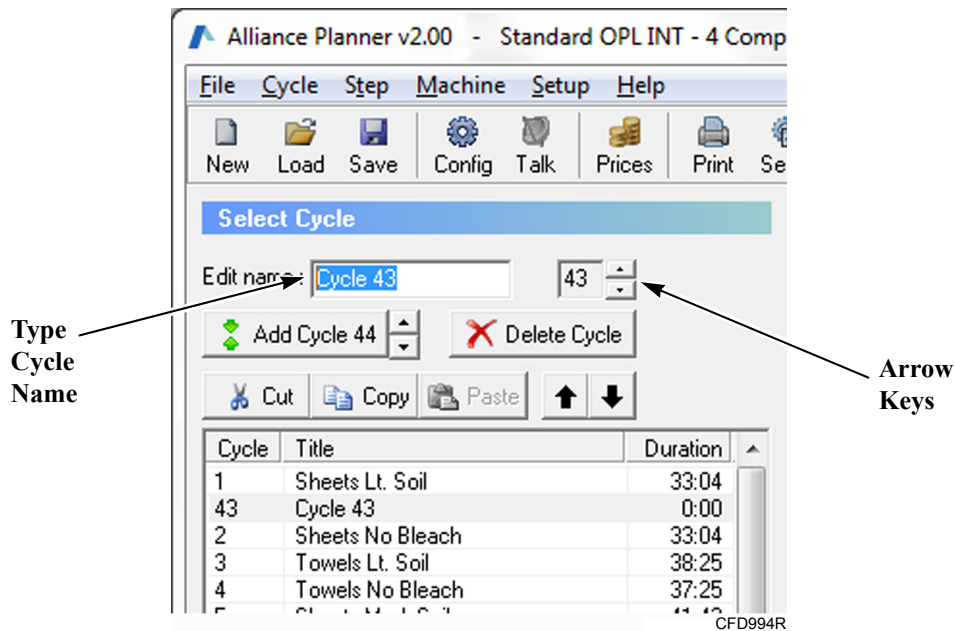 Alliance Planner v2.00 - Standard OPL INT - 4 Comp
File Cycle Step Machine Setup Help
New Load Save Config Talk Prices Print Se
Select Cycle
Edit name: Cycle 43 43
Type
Cycle
Name
Add Cycle 44 Delete Cycle
Arrow
Keys
Cut Copy Paste
Cycle Title Duration
1 Sheets Lt. Soil 33:04
43 Cycle 43 0:00
2 Sheets No Bleach 33:04
3 Towels Lt. Soil 38:25
4 Towels No Bleach 37:25
CFD994R